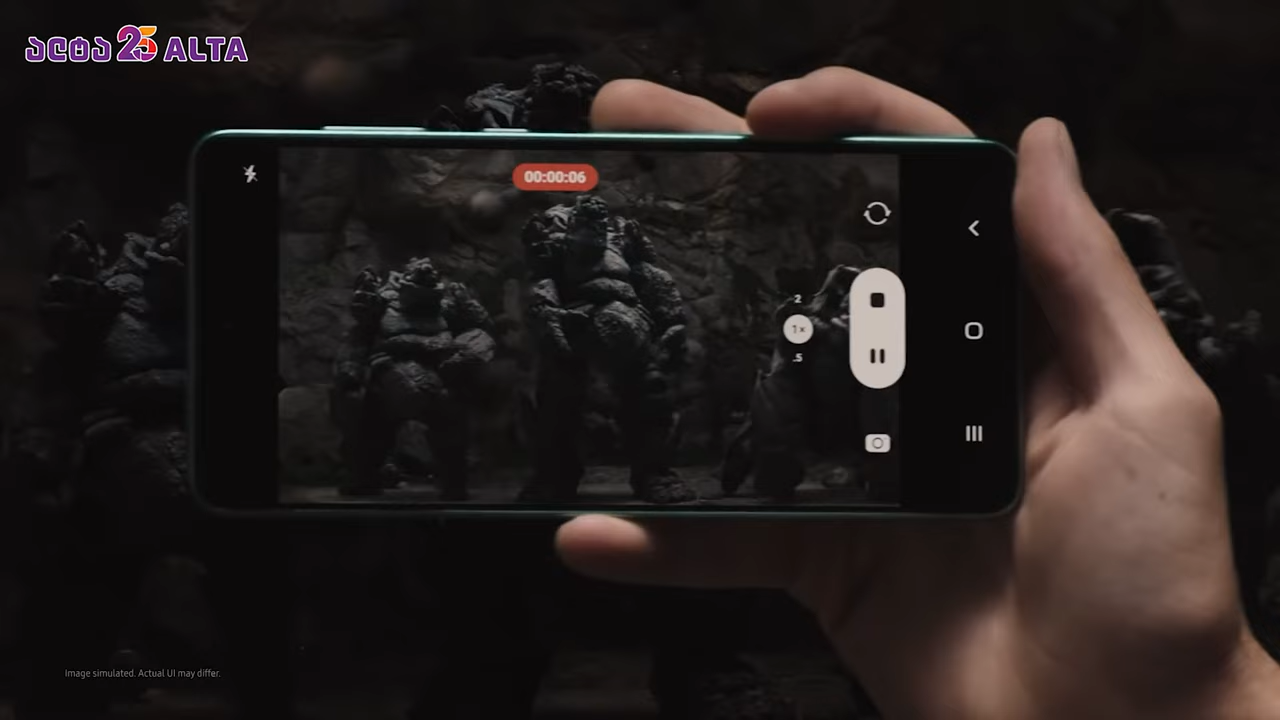 ალტა 25 ALTA
00:00:06
2
1×
.5
Image simulated. Actual UI may differ.